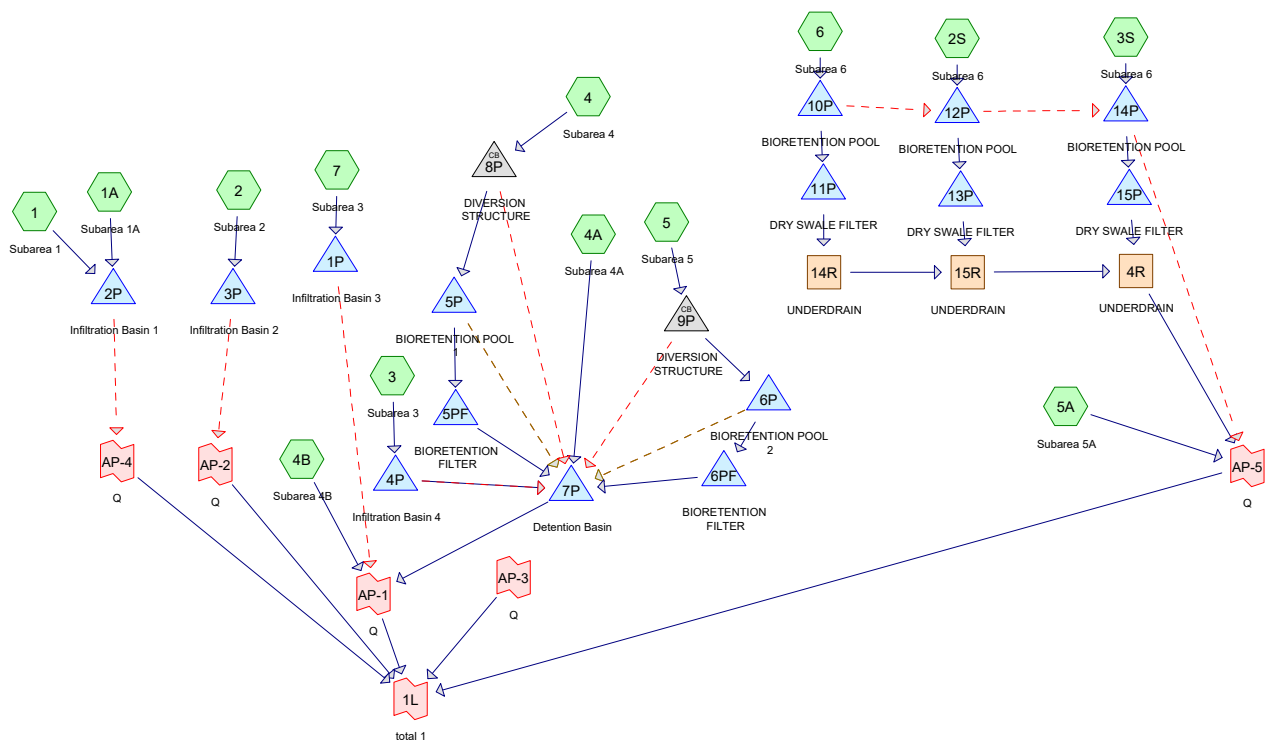 6
2S
3S
Subarea 6
Subarea 6
Subarea 6
10P
12P
14P
BIORETENTION POOL
BIORETENTION POOL
BIORETENTION POOL
11P
13P
15P
DRY SWALE FILTER
DRY SWALE FILTER
DRY SWALE FILTER
14R
15R
4R
UNDERDRAIN
UNDERDRAIN
UNDERDRAIN
4
Subarea 4
CB
8P
DIVERSION
STRUCTURE
7
Subarea 3
1P
Infiltration Basin 3
1
Subarea 1
1A
Subarea 1A
2P
Infiltration Basin 1
2
Subarea 2
3P
Infiltration Basin 2
4A
Subarea 4A
5
Subarea 5
CB
9P
DIVERSION
STRUCTURE
5P
BIORETENTION POOL
1
5PF
BIORETENTION
FILTER
6P
BIORETENTION POOL
2
6PF
BIORETENTION
FILTER
3
Subarea 3
4P
Infiltration Basin 4
7P
Detention Basin
4B
Subarea 4B
5A
Subarea 5A
AP-4
Q
AP-2
Q
AP-5
Q
AP-1
Q
AP-3
Q
1L
total 1